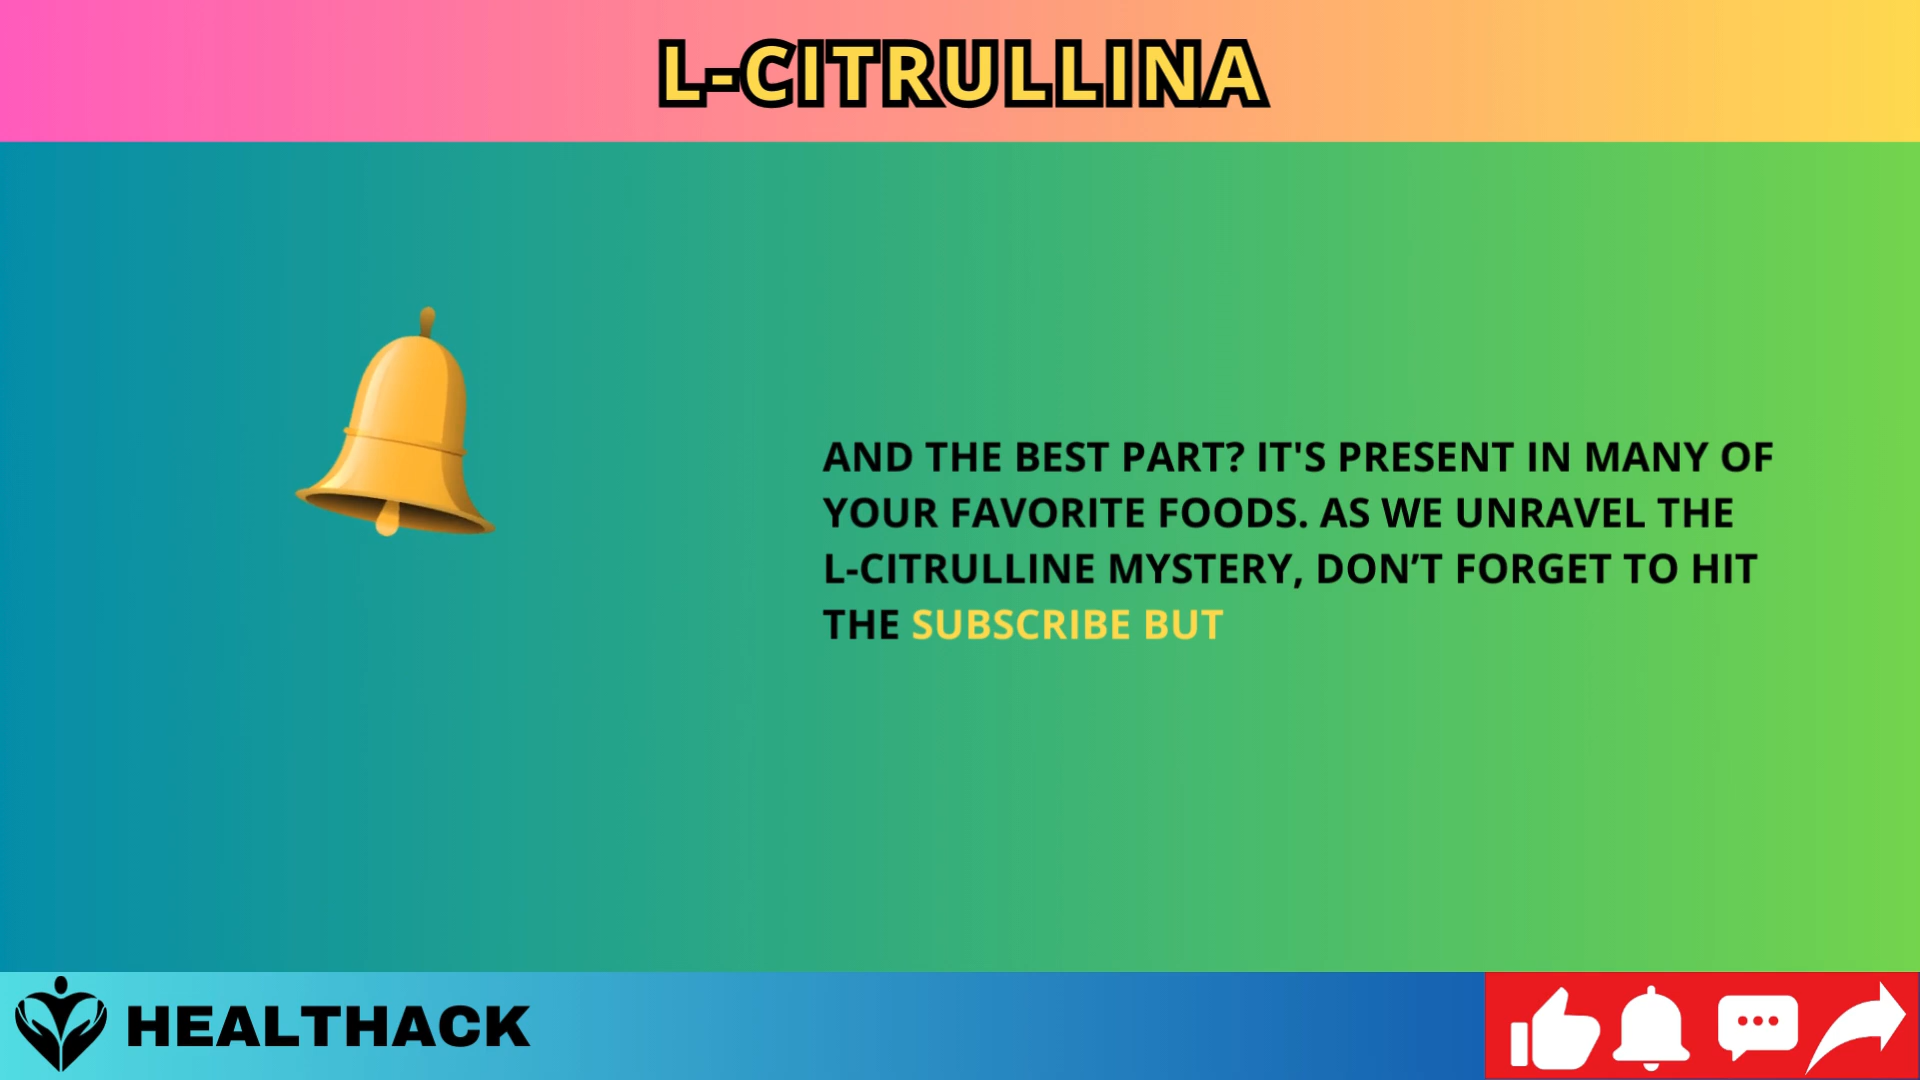 L-CITRULLINA
AND THE BEST PART? IT'S PRESENT IN MANY OF
YOUR FAVORITE FOODS. AS WE UNRAVEL THE
L-CITRULLINE MYSTERY, DON’T FORGET TO HIT
THE SUBSCRIBE BUT
HEALTHACK